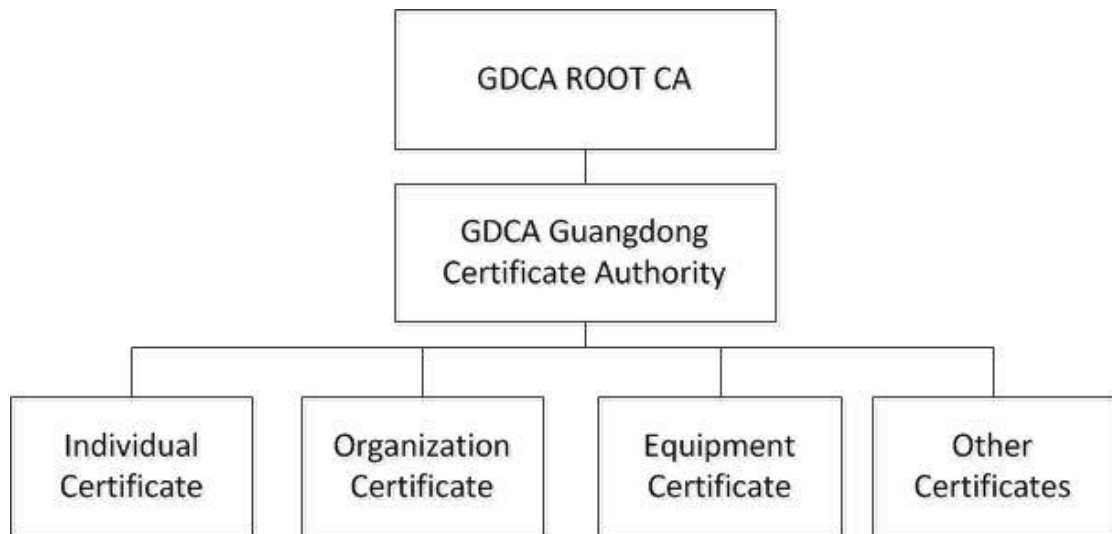 GDCA ROOT CA
GDCA Guangdong
Certificate Authority
Individual
Certificate
Organization
Certificate
Equipment
Certificate
Other
Certificates